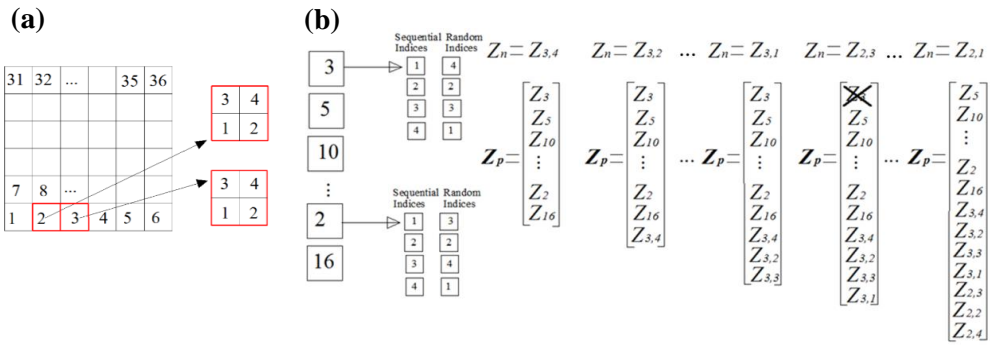 (a)
31 32 ... 35 36
7 8 ...
1 2 3 4 5 6
3 4
1 2
3 4
1 2
(b)
3
5
10
⋮
2
16
Sequential Indices Random Indices
1 4
2 2
3 3
4 1
Sequential Indices Random Indices
1 3
2 2
3 4
4 1
Zn = Z3,4 Zn = Z3,2 ... Zn = Z3,1 Zn = Z2,3 ... Zn = Z2,1
Zp = [Z3 Z5 Z10 ⋮ Z2 Z16]
Zp = [Z3 Z5 Z10 ⋮ Z2 Z16 Z3,4]
... Zp = [Z3 Z5 Z10 ⋮ Z2 Z16 Z3,4 Z3,2 Z3,3]
Zp = [Z3 Z5 Z10 ⋮ Z2 Z16 Z3,4 Z3,2 Z3,3 Z3,1]
... Zp = [Z5 Z10 ⋮ Z2 Z16 Z3,4 Z3,2 Z3,3 Z3,1 Z2,3 Z2,2 Z2,4]